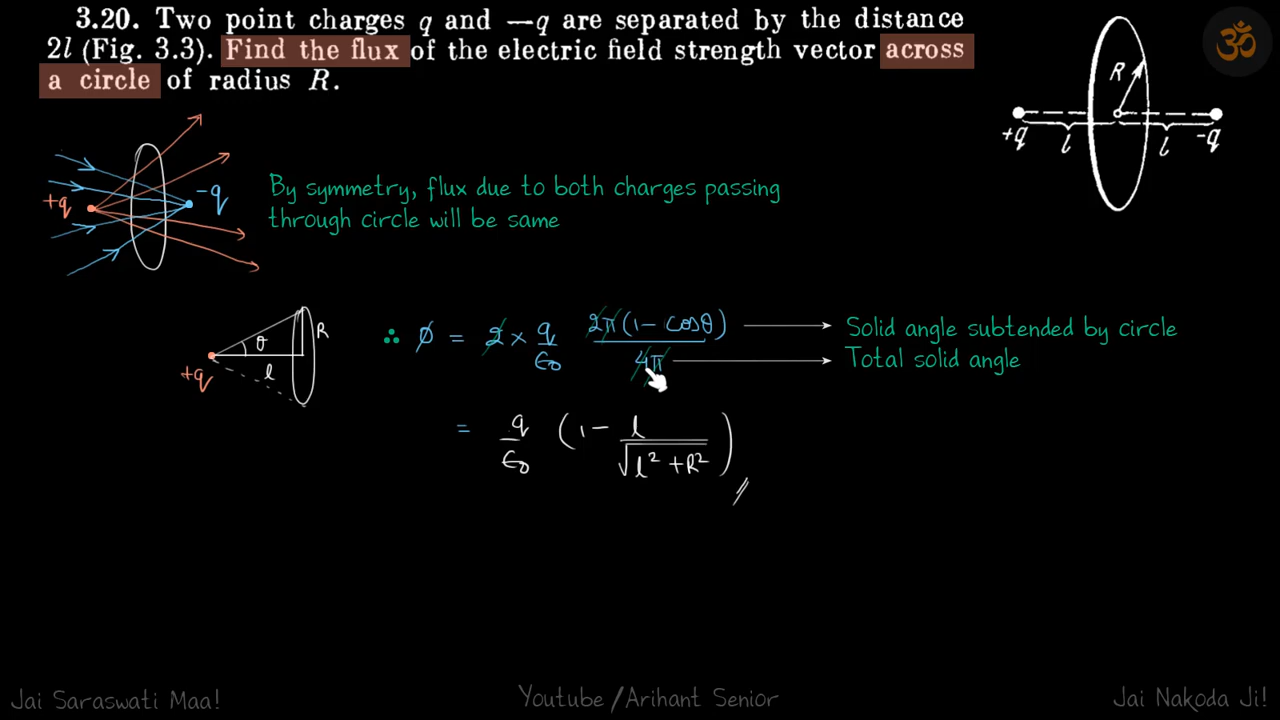 3.20. Two point charges q and −q are separated by the distance
2l (Fig. 3.3). Find the flux of the electric field strength vector across
a circle of radius R.
R
+q l l -q
ॐ
+q -q
By symmetry, flux due to both charges passing
through circle will be same
+q θ l R
∴ φ = 2 × q/ε₀ 2π(1 - cosθ)/4π
Solid angle subtended by circle
Total solid angle
= q/ε₀ (1 - l/√(l² + R²))
Jai Saraswati Maa!
Youtube /Arihant Senior
Jai Nakoda Ji!